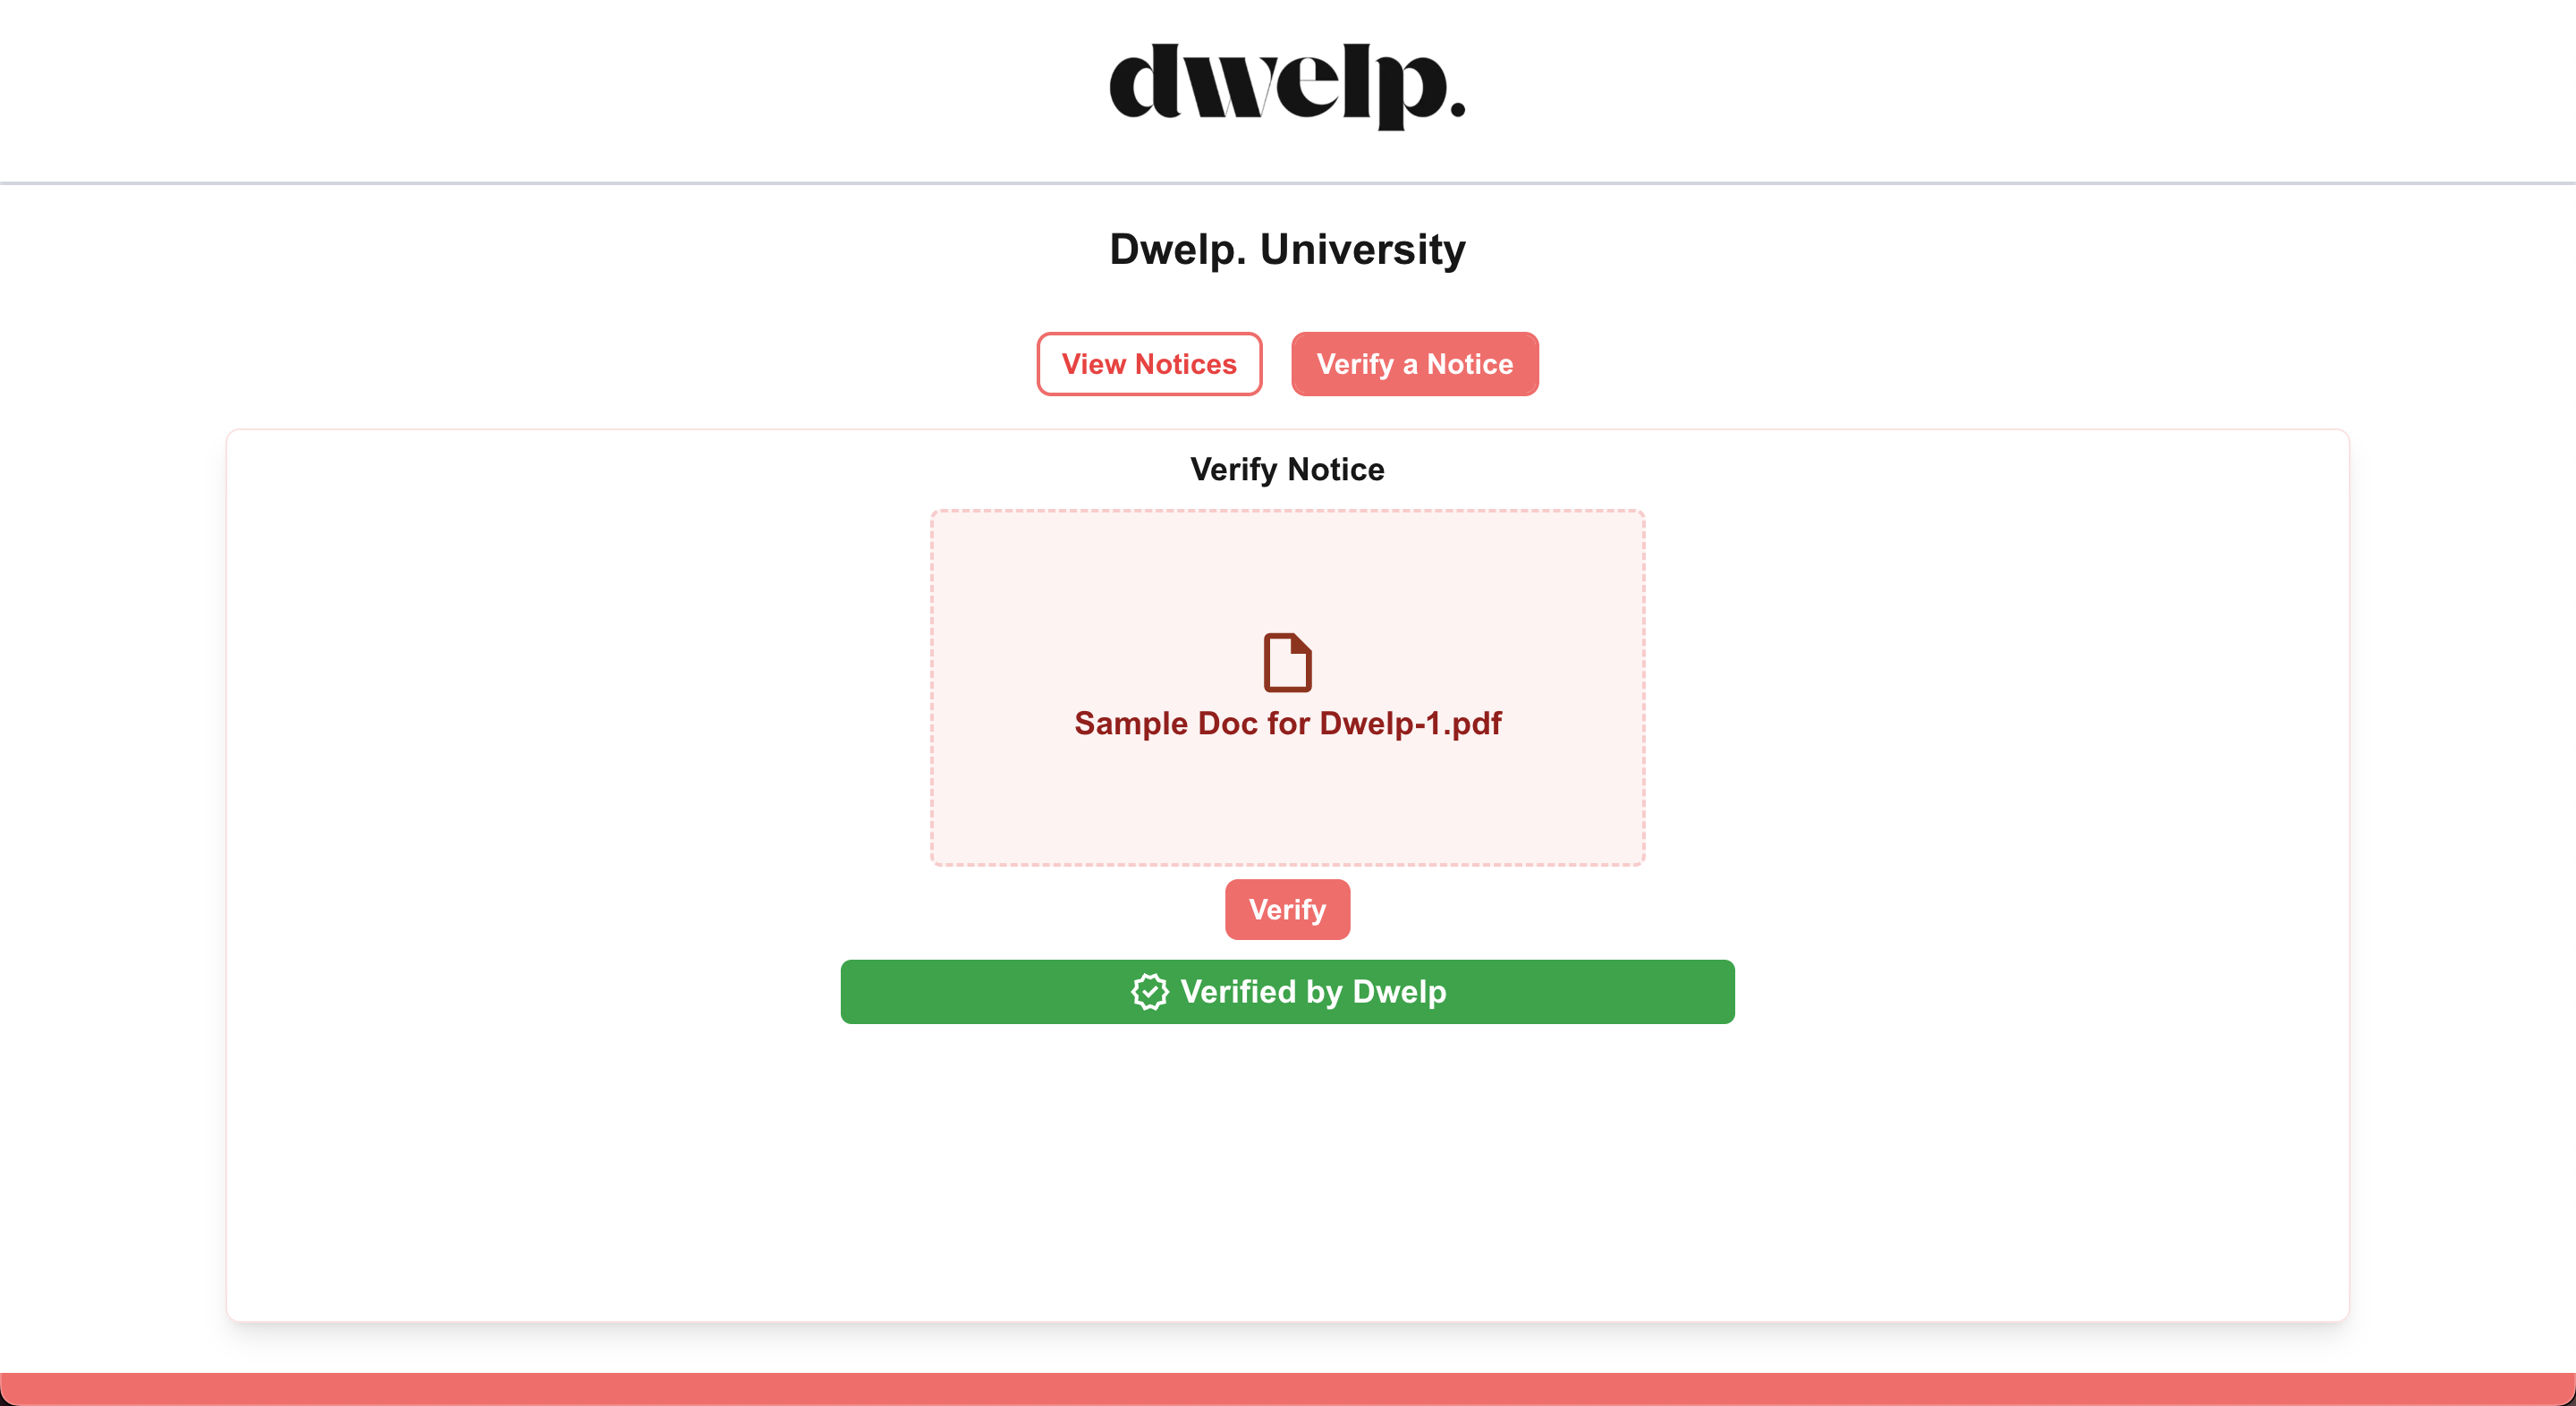 dwelp.
Dwelp. University
View Notices Verify a Notice
Verify Notice
Sample Doc for Dwelp-1.pdf
Verify
Verified by Dwelp